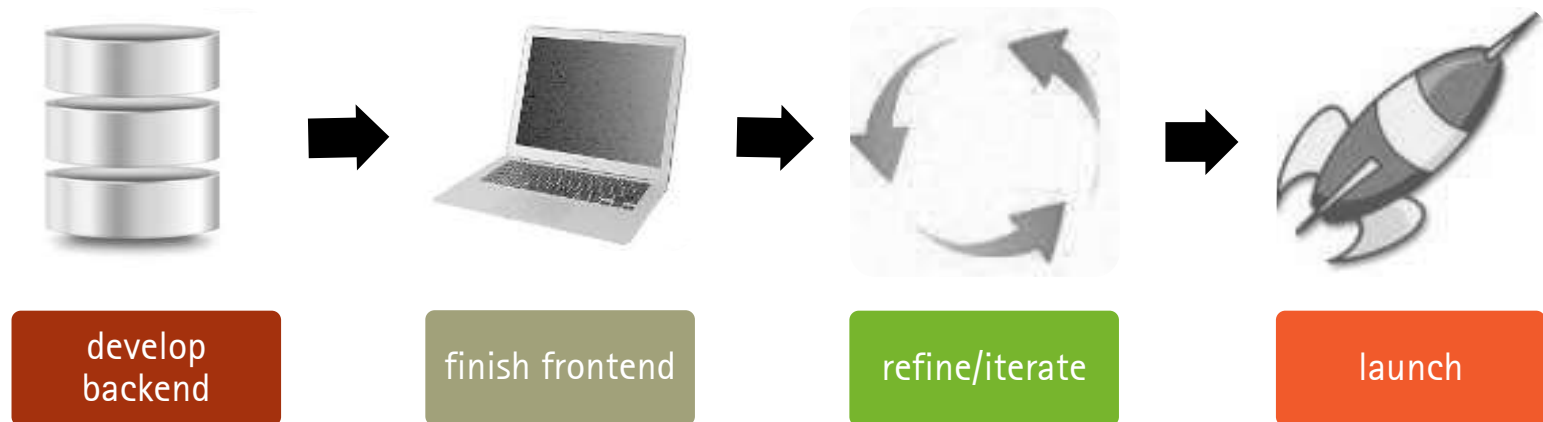 develop
backend
finish frontend
refine/iterate
launch